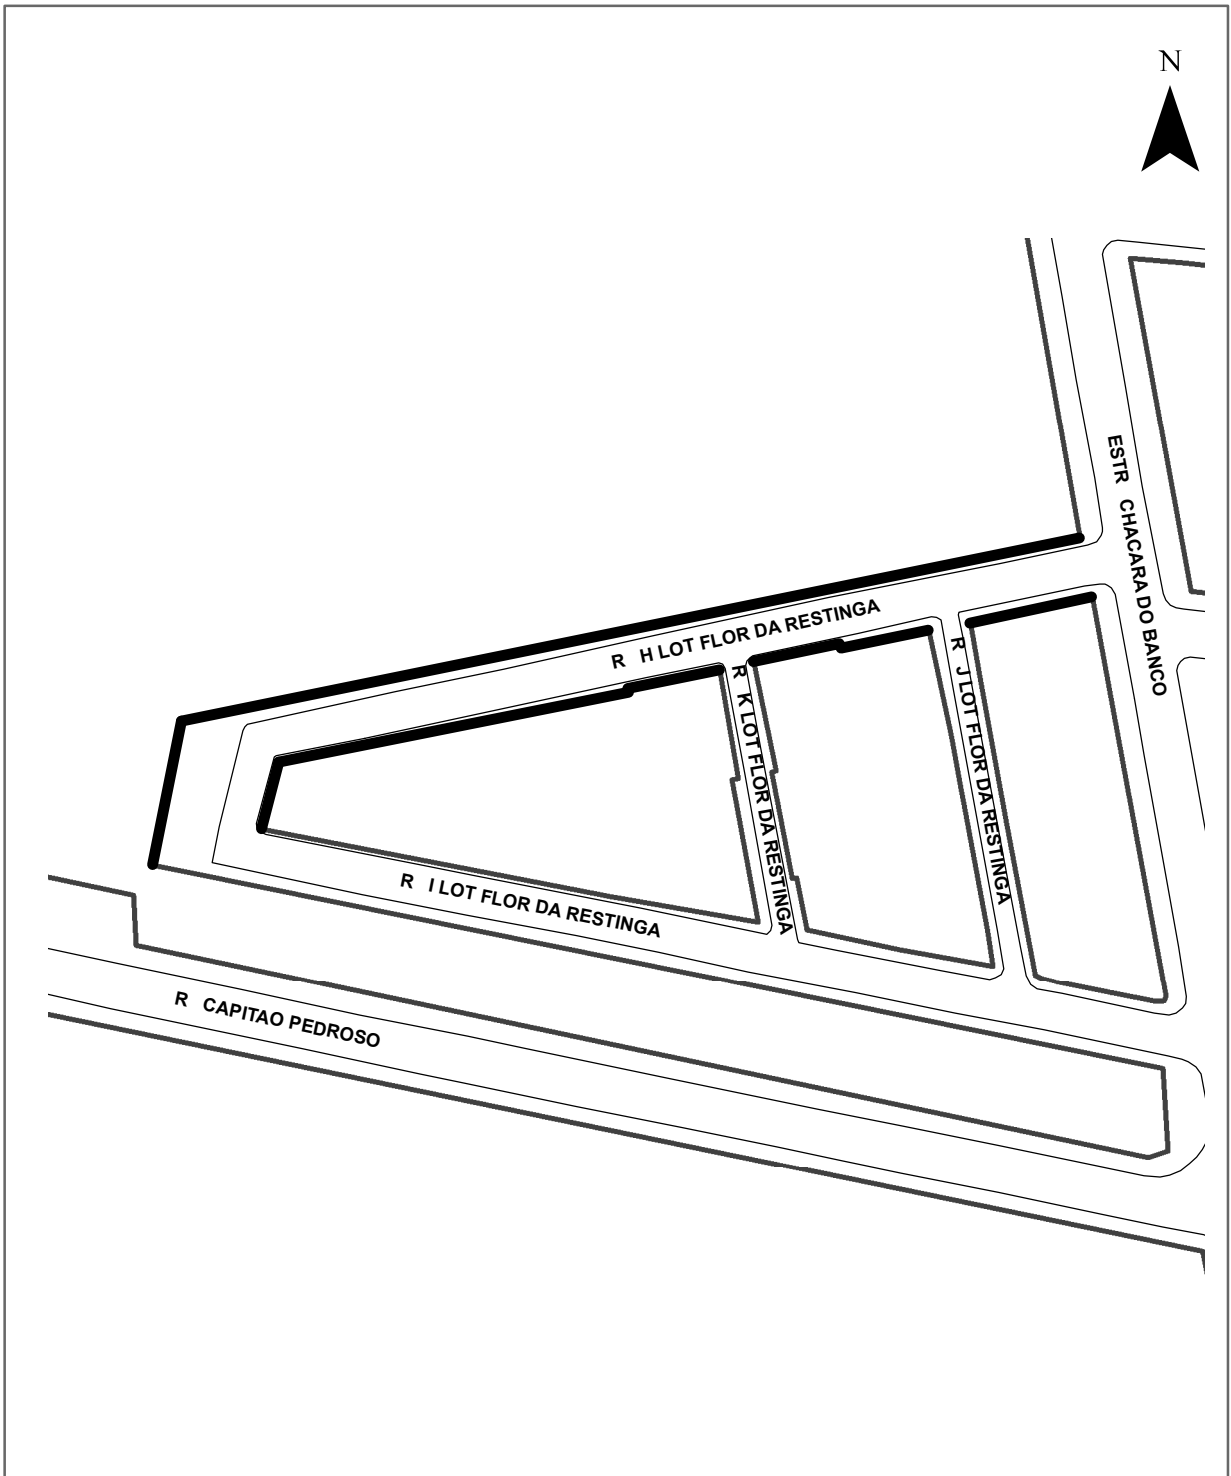 N
ESTR CHACARA DO BANCO
R H LOT FLOR DA RESTINGA
R J LOT FLOR DA RESTINGA
R K LOT FLOR DA RESTINGA
R I LOT FLOR DA RESTINGA
R CAPITAO PEDROSO